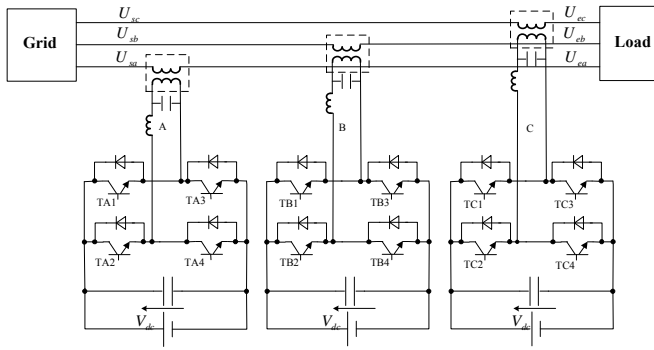 U_sc
U_ec
U_sb
U_eb
Grid
Load
U_sa
U_ea
A
B
C
TA1
TA3
TB1
TB3
TC1
TC3
TA2
TA4
TB2
TB4
TC2
TC4
V_dc
V_dc
V_dc